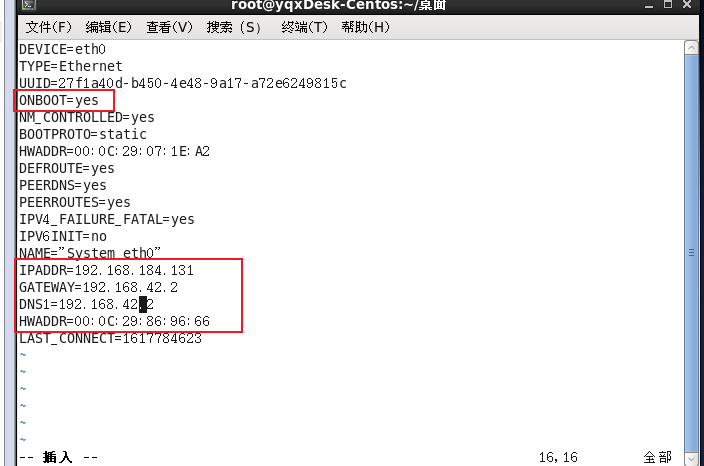 root@yqxDesk-Centos:~/桌面
文件(F) 编辑(E) 查看(V) 搜索 (S) 终端(T) 帮助(H)
DEVICE=eth0
TYPE=Ethernet
UUID=27f1a40d-b450-4e48-9a17-a72e6249815c
ONBOOT=yes
NM_CONTROLLED=yes
BOOTPROTO=static
HWADDR=00:0C:29:07:1E:A2
DEFROUTE=yes
PEERDNS=yes
PEERROUTES=yes
IPV4_FAILURE_FATAL=yes
IPV6INIT=no
NAME="System eth0"
IPADDR=192.168.184.131
GATEWAY=192.168.42.2
DNS1=192.168.42.2
HWADDR=00:0C:29:86:96:66
LAST_CONNECT=1617784623
~
~
~
~
~
~
-- 插入 -- 16,16 全部